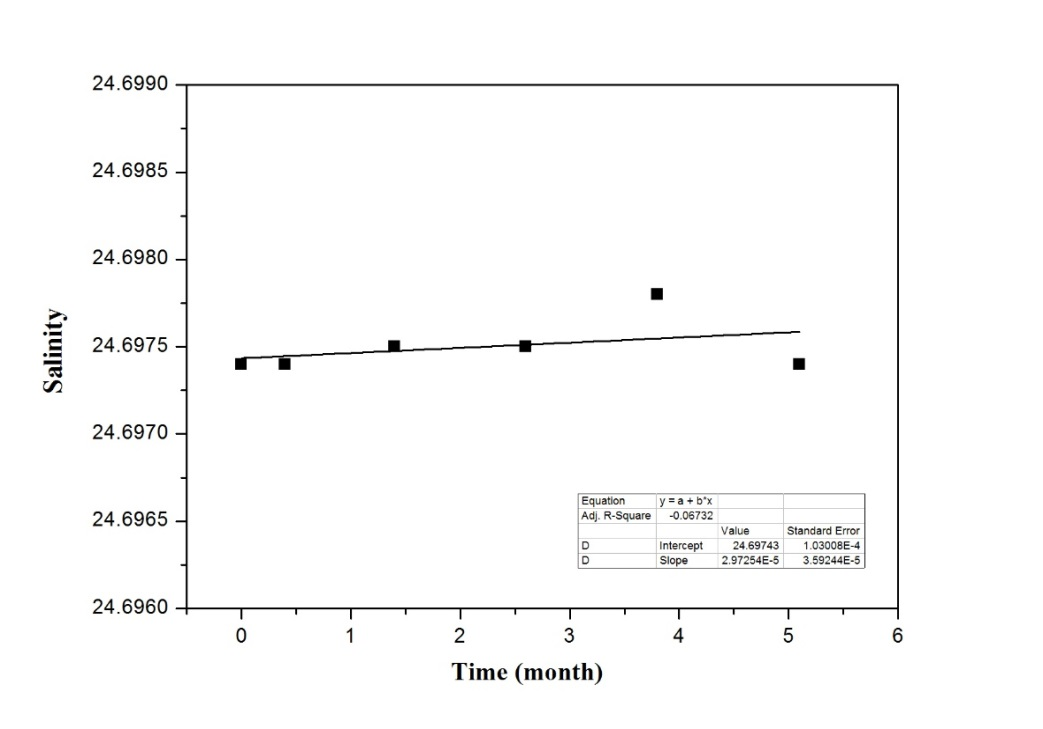 24.6990
24.6985
24.6980
24.6975
24.6970
24.6965
24.6960
Salinity
Equation y = a + b*x
Adj. R-Square -0.06732
Value Standard Error
D Intercept 24.69743 1.03008E-4
D Slope 2.97254E-5 3.59244E-5
0 1 2 3 4 5 6
Time (month)